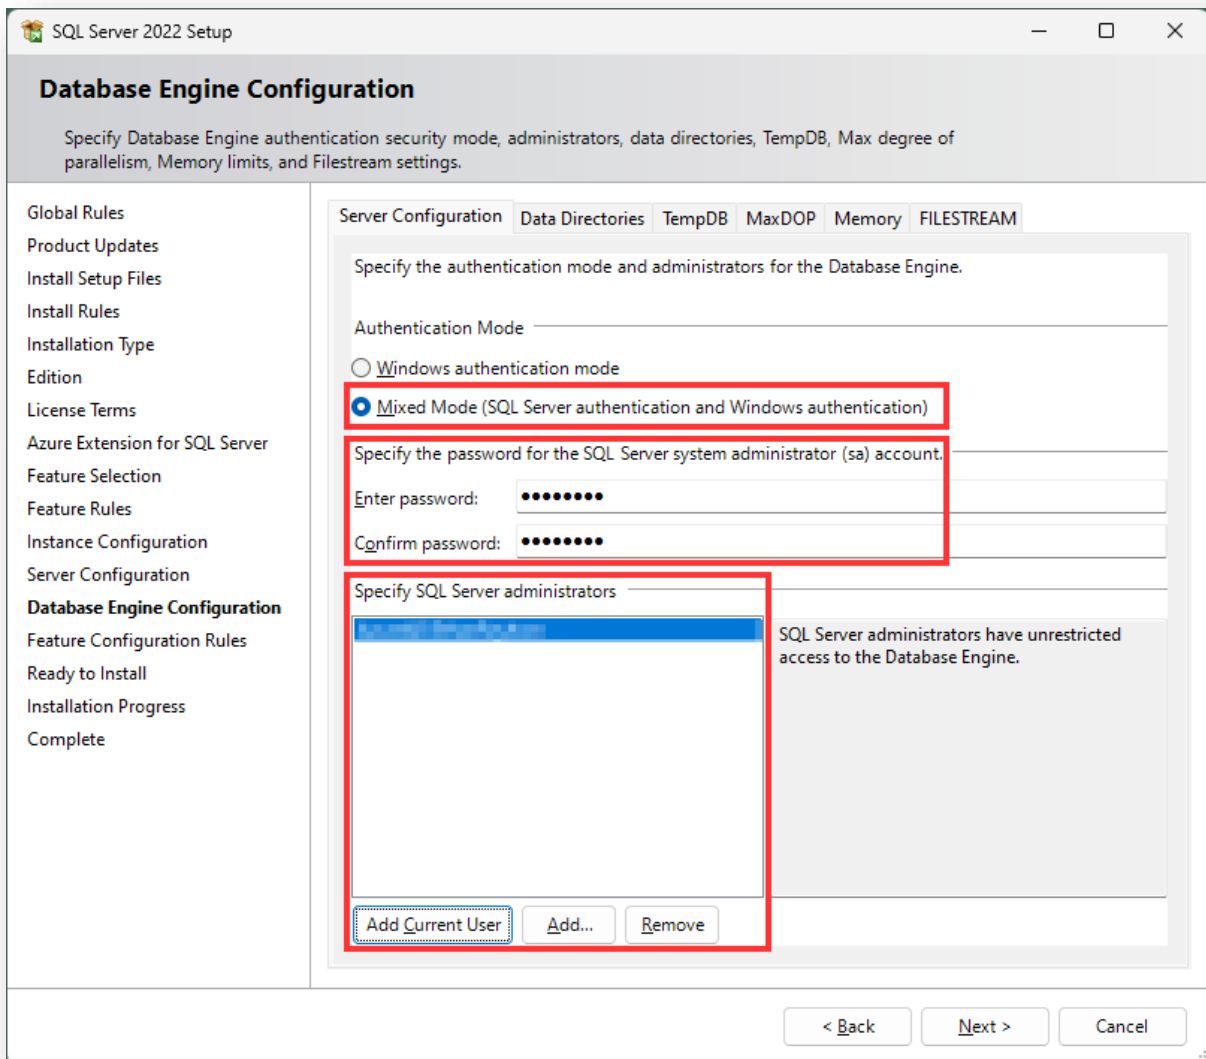 SQL Server 2022 Setup
Database Engine Configuration
Specify Database Engine authentication security mode, administrators, data directories, TempDB, Max degree of
parallelism, Memory limits, and Filestream settings.
Global Rules
Product Updates
Install Setup Files
Install Rules
Installation Type
Edition
License Terms
Azure Extension for SQL Server
Feature Selection
Feature Rules
Instance Configuration
Server Configuration
Database Engine Configuration
Feature Configuration Rules
Ready to Install
Installation Progress
Complete
Server Configuration Data Directories TempDB MaxDOP Memory FILESTREAM
Specify the authentication mode and administrators for the Database Engine.
Authentication Mode
Windows authentication mode
Mixed Mode (SQL Server authentication and Windows authentication)
Specify the password for the SQL Server system administrator (sa) account.
Enter password: ●●●●●●●●
Confirm password: ●●●●●●●●
Specify SQL Server administrators
SQL Server administrators have unrestricted
access to the Database Engine.
Add Current User Add... Remove
< Back Next > Cancel